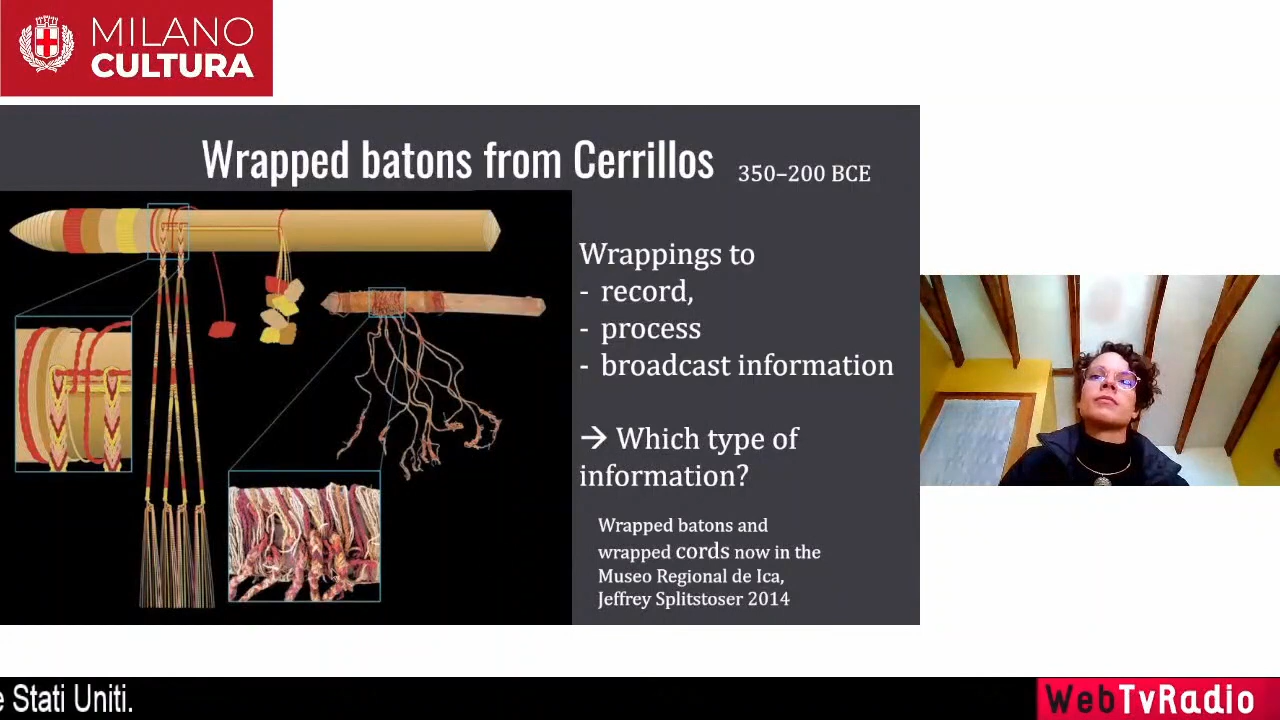 MILANO
CULTURA
Wrapped batons from Cerrillos
350–200 BCE
Wrappings to
- record,
- process
- broadcast information
→ Which type of
information?
Wrapped batons and
wrapped cords now in the
Museo Regional de Ica,
Jeffrey Splitstoser 2014
e Stati Uniti.
WebTvRadio